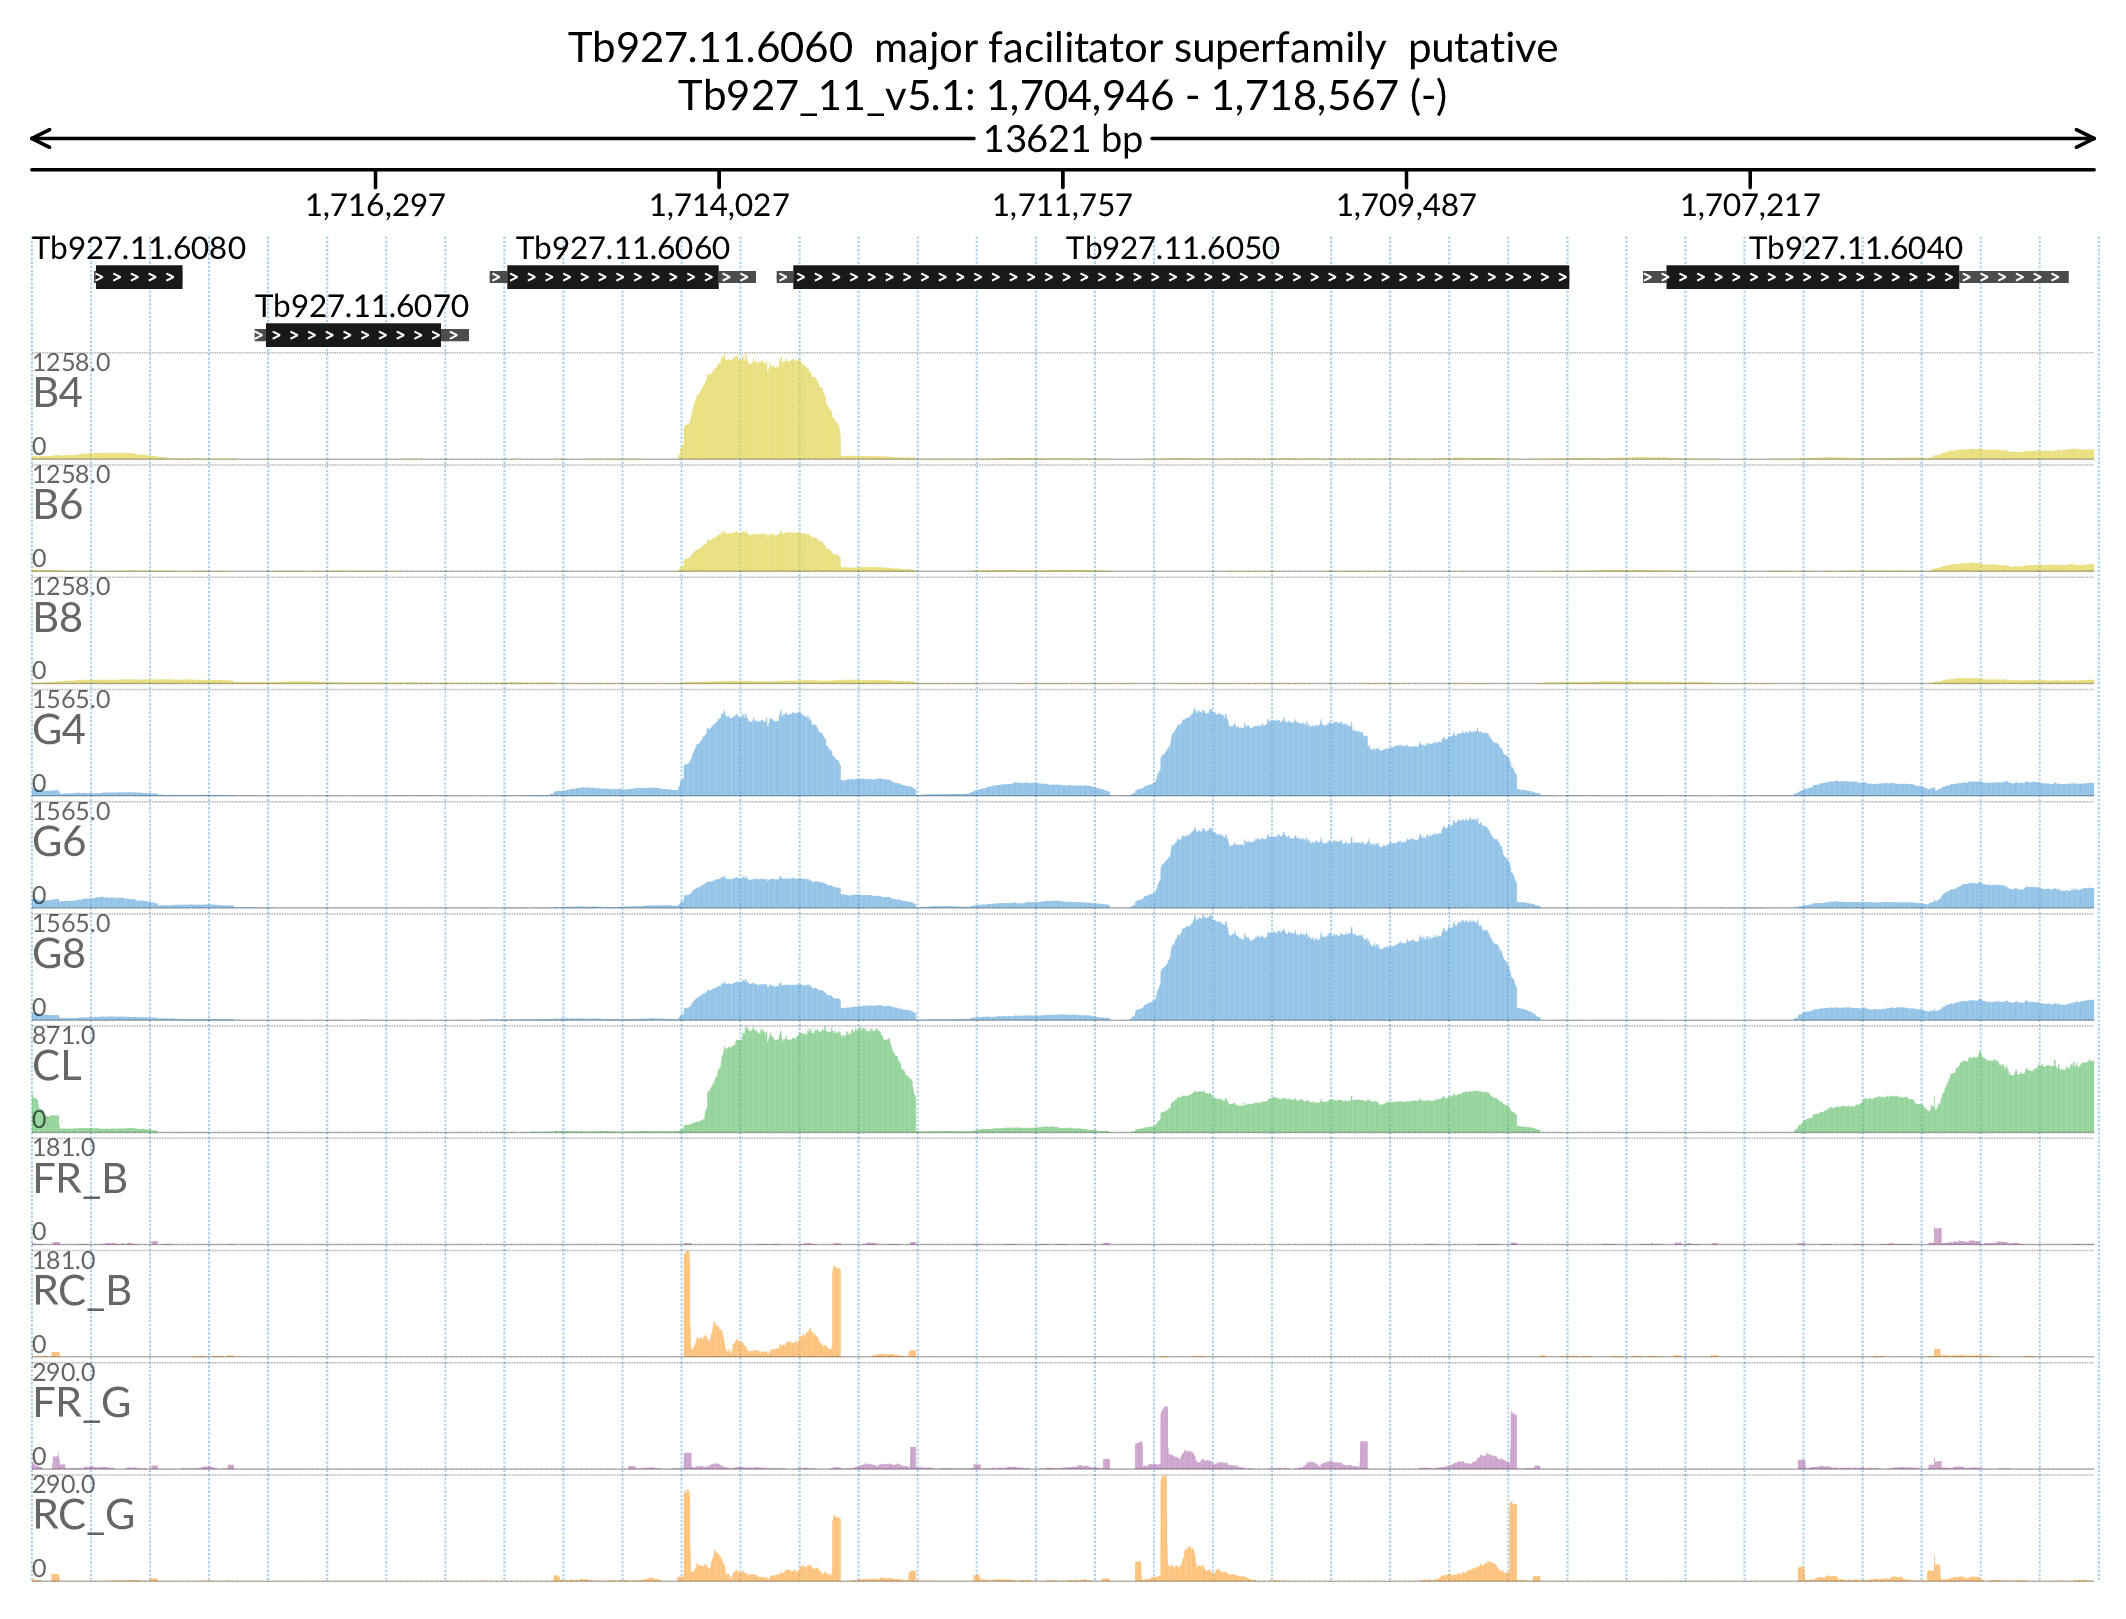 Tb927.11.6060  major facilitator superfamily  putative
Tb927_11_v5.1: 1,704,946 - 1,718,567 (-)
13621 bp
1,716,297 1,714,027 1,711,757 1,709,487 1,707,217
Tb927.11.6080 Tb927.11.6060 Tb927.11.6050 Tb927.11.6040
Tb927.11.6070
1258.0
B4
0
1258.0
B6
0
1258.0
B8
0
1565.0
G4
0
1565.0
G6
0
1565.0
G8
0
871.0
CL
0
181.0
FR_B
0
181.0
RC_B
0
290.0
FR_G
0
290.0
RC_G
0